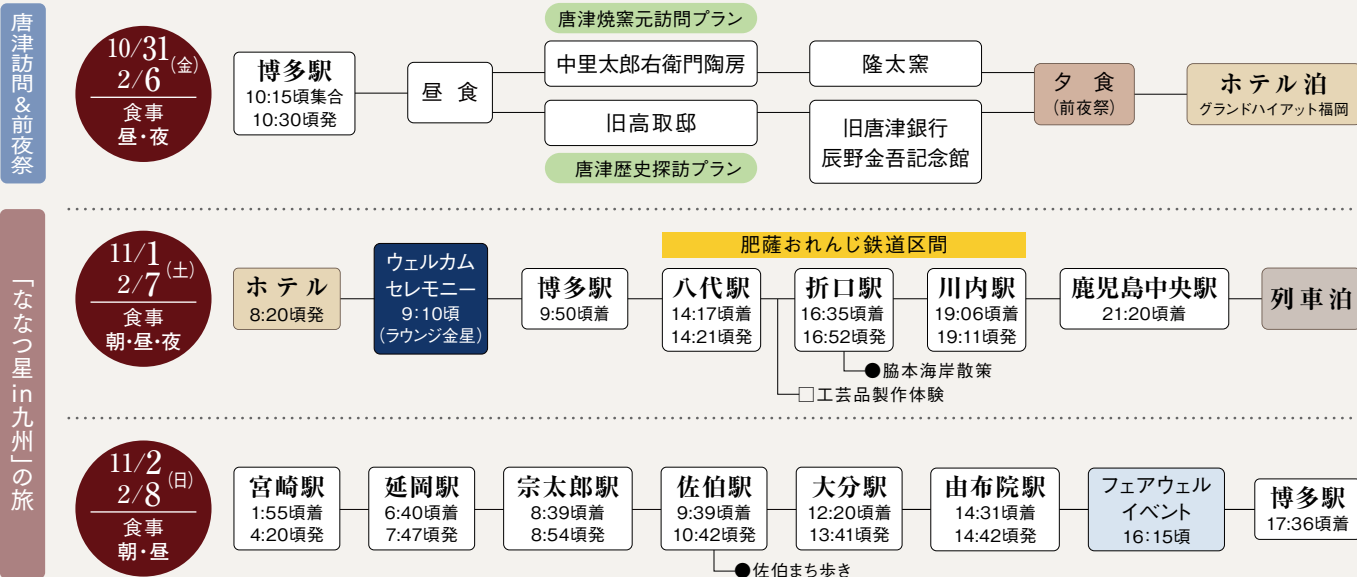 唐津訪問&前夜祭
10/31
2/6
(金)
食事
昼・夜
博多駅
10:15頃集合
10:30頃発
昼 食
唐津焼窯元訪問プラン
中里太郎右衛門陶房
隆太窯
旧高取邸
唐津歴史探訪プラン
旧唐津銀行
辰野金吾記念館
夕 食
(前夜祭)
ホテル泊
グランドハイアット福岡
「ななつ星in九州」の旅
11/1
2/7
(土)
食事
朝・昼・夜
ホテル
8:20頃発
ウェルカム
セレモニー
9:10頃
(ラウンジ金星)
博多駅
9:50頃着
肥薩おれんじ鉄道区間
八代駅
14:17頃着
14:21頃発
折口駅
16:35頃着
16:52頃発
川内駅
19:06頃着
19:11頃発
鹿児島中央駅
21:20頃着
列車泊
●脇本海岸散策
□工芸品製作体験
11/2
2/8
(日)
食事
朝・昼
宮崎駅
1:55頃着
4:20頃発
延岡駅
6:40頃着
7:47頃発
宗太郎駅
8:39頃着
8:54頃発
佐伯駅
9:39頃着
10:42頃発
●佐伯まち歩き
大分駅
12:20頃着
13:41頃発
由布院駅
14:31頃着
14:42頃発
フェアウェル
イベント
16:15頃
博多駅
17:36頃着